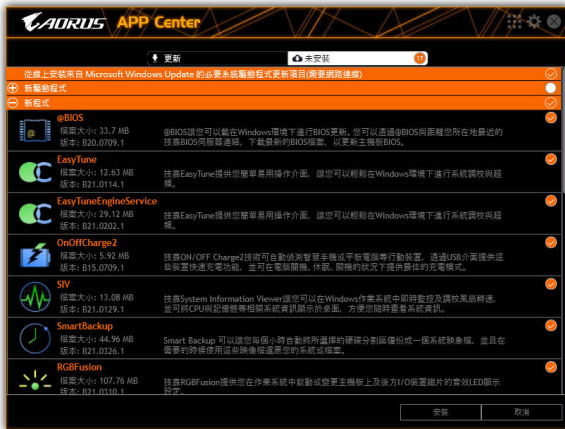 AORUS APP Center
更新
未安裝
17
從線上安裝來自 Microsoft Windows Update 的必要系統驅動程式更新項目(需要網路連線)
新驅動程式
新程式
@BIOS
檔案大小: 33.7 MB
版本: B20.0709.1
@BIOS讓您可以載在Windows環境下進行BIOS更新. 您可以透過@BIOS與距離您所在地最近的
技嘉BIOS伺服器連結, 下載最新的BIOS檔案, 以更新主機板BIOS.
EasyTune
檔案大小: 12.63 MB
版本: B21.0114.1
技嘉EasyTune提供您簡單易用操作介面, 讓您可以輕鬆在Windows環境下進行系統調校與超
頻.
EasyTuneEngineService
檔案大小: 29.12 MB
版本: B21.0202.1
技嘉EasyTune提供您簡單易用操作介面, 讓您可以輕鬆在Windows環境下進行系統調校與超
頻.
OnOffCharge2
檔案大小: 5.92 MB
版本: B15.0709.1
技嘉ON/OFF Charge2技術可自動偵測智慧手機或平板電腦等行動裝置, 透過USB介面提供這
些裝置快速充電功能, 並可在電腦開機、休眠、關機的狀況下提供最佳的充電模式.
SIV
檔案大小: 13.08 MB
版本: B21.0129.1
技嘉System Information Viewer讓您可以在Windows作業系統中即時監控及調校風扇轉速,
並可將CPU與記憶體等相關系統資訊顯示於桌面, 方便您隨時查看系統資訊.
SmartBackup
檔案大小: 44.96 MB
版本: B21.0326.1
Smart Backup 可以讓您每個小時自動將所選擇的硬碟分割區備份成一個系統映象檔, 並且在
需要的時候使用這些映像檔還原您的系統或檔案.
RGBFusion
檔案大小: 107.76 MB
版本: B21.0310.1
技嘉RGBFusion提供您在作業系統中啟動或變更主機板上及後方I/O裝置鐵片的音效LED顯示
設定.
安裝
取消